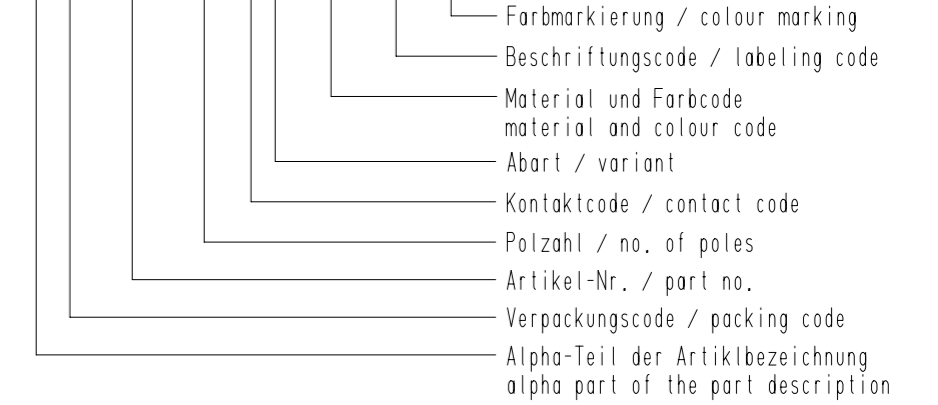 Farbmarkierung / colour marking
Beschriftungscode / labeling code
Material und Farbcode
material and colour code
Abart / variant
Kontaktcode / contact code
Polzahl / no. of poles
Artikel-Nr. / part no.
Verpackungscode / packing code
Alpha-Teil der Artiklbezeichnung
alpha part of the part description